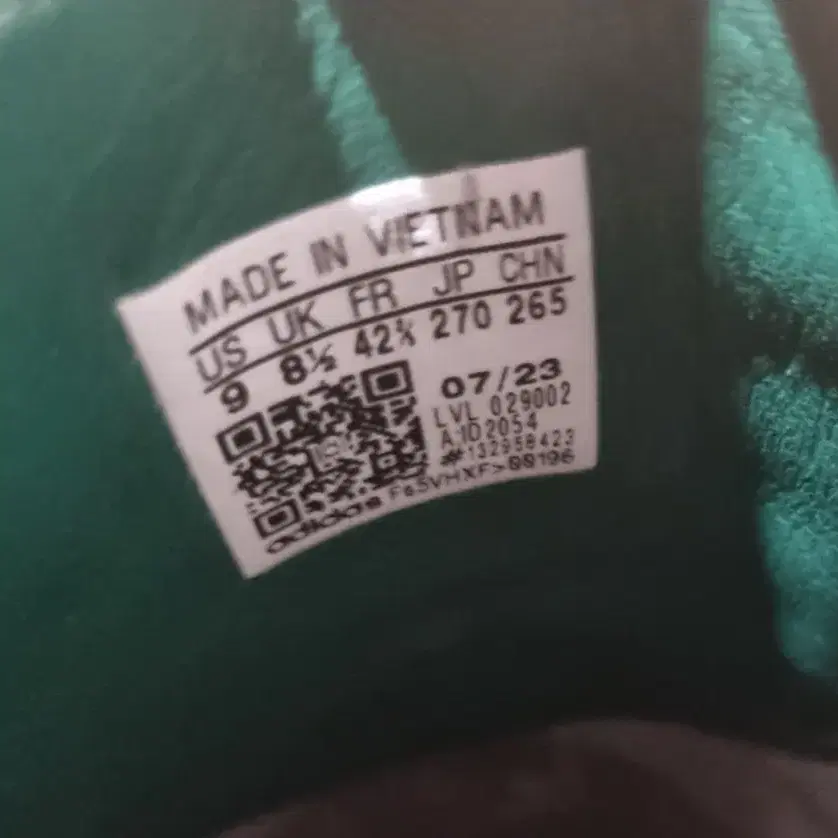 MADE IN VIETNAM
US UK FR JP CHN
9 8½ 42⅔ 270 265
07/23
LVL 029002
A:ID2054
#132958423
adidas